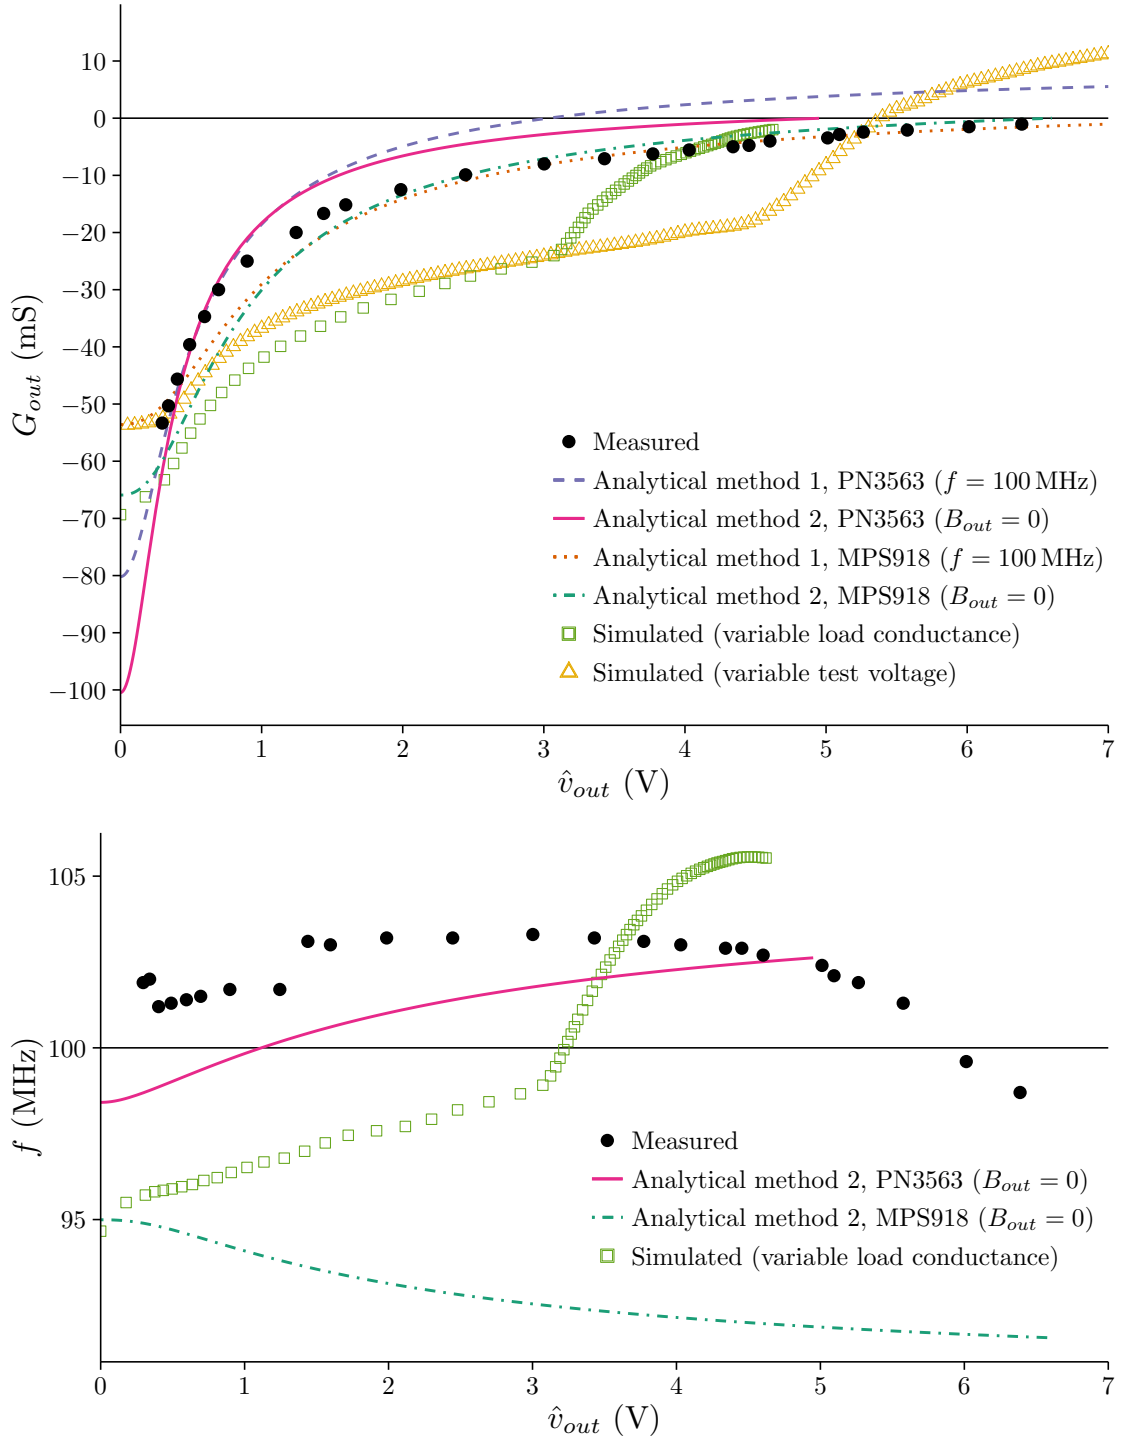 10
0
−10
−20
−30
−40
−50
−60
−70
−80
−90
−100
G_out (mS)
Measured
Analytical method 1, PN3563 (f = 100 MHz)
Analytical method 2, PN3563 (B_out = 0)
Analytical method 1, MPS918 (f = 100 MHz)
Analytical method 2, MPS918 (B_out = 0)
Simulated (variable load conductance)
Simulated (variable test voltage)
0 1 2 3 4 5 6 7
v̂_out (V)
105
100
95
f (MHz)
Measured
Analytical method 2, PN3563 (B_out = 0)
Analytical method 2, MPS918 (B_out = 0)
Simulated (variable load conductance)
0 1 2 3 4 5 6 7
v̂_out (V)